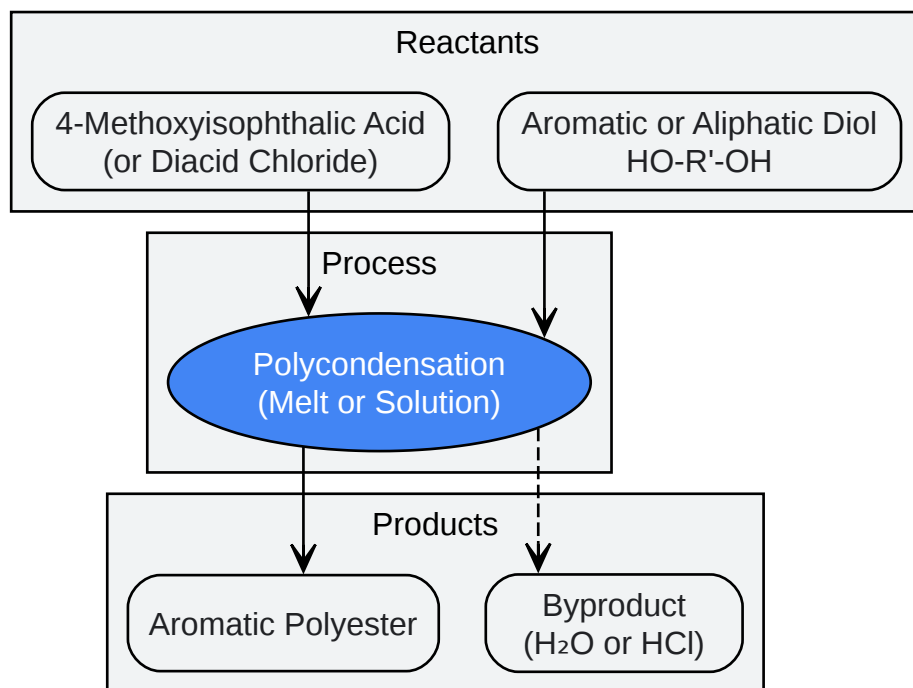 Reactants
4-Methoxyisophthalic Acid
(or Diacid Chloride)
Aromatic or Aliphatic Diol
HO-R'-OH
Process
Polycondensation
(Melt or Solution)
Products
Aromatic Polyester
Byproduct
(H₂O or HCl)